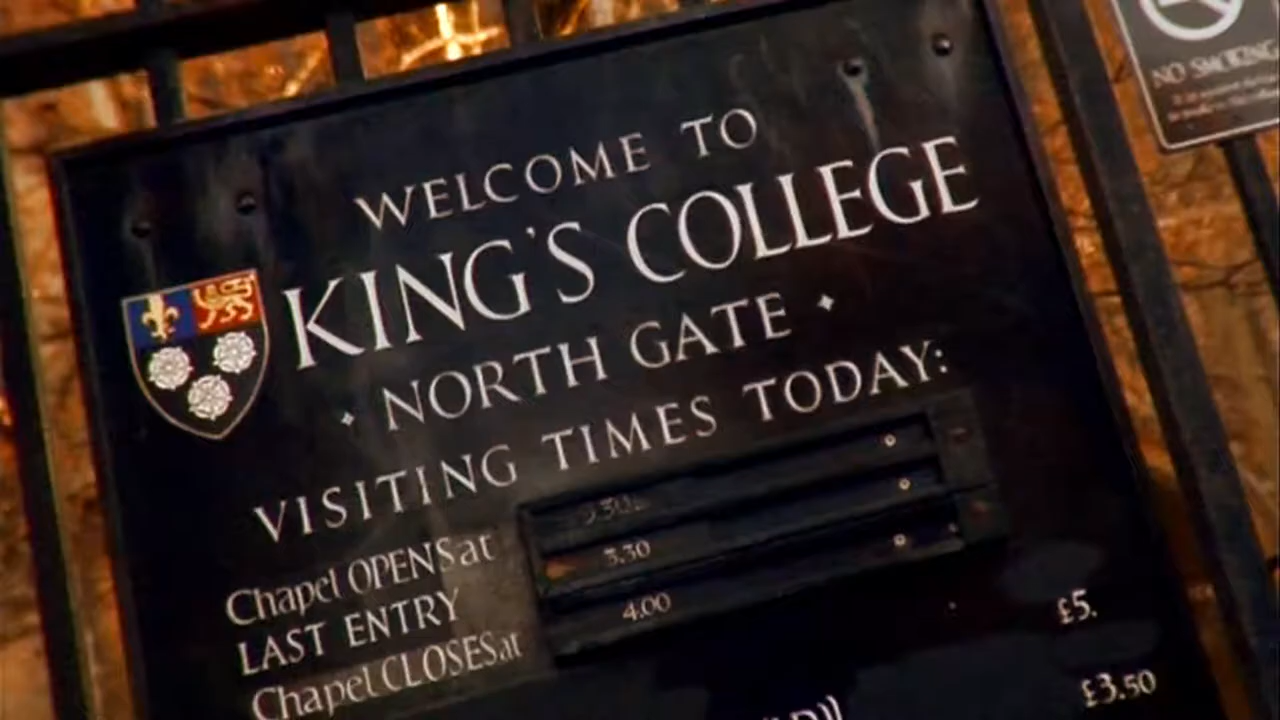 WELCOME TO
KING'S COLLEGE
NORTH GATE
VISITING TIMES TODAY:
Chapel OPENS at
LAST ENTRY 3.30
Chapel CLOSES at 4.00
£5.
£3.50
NO SMOKING